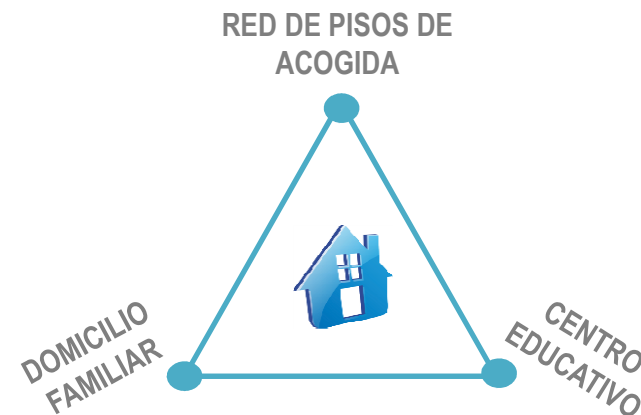 RED DE PISOS DE
ACOGIDA
DOMICILIO
FAMILIAR
CENTRO
EDUCATIVO